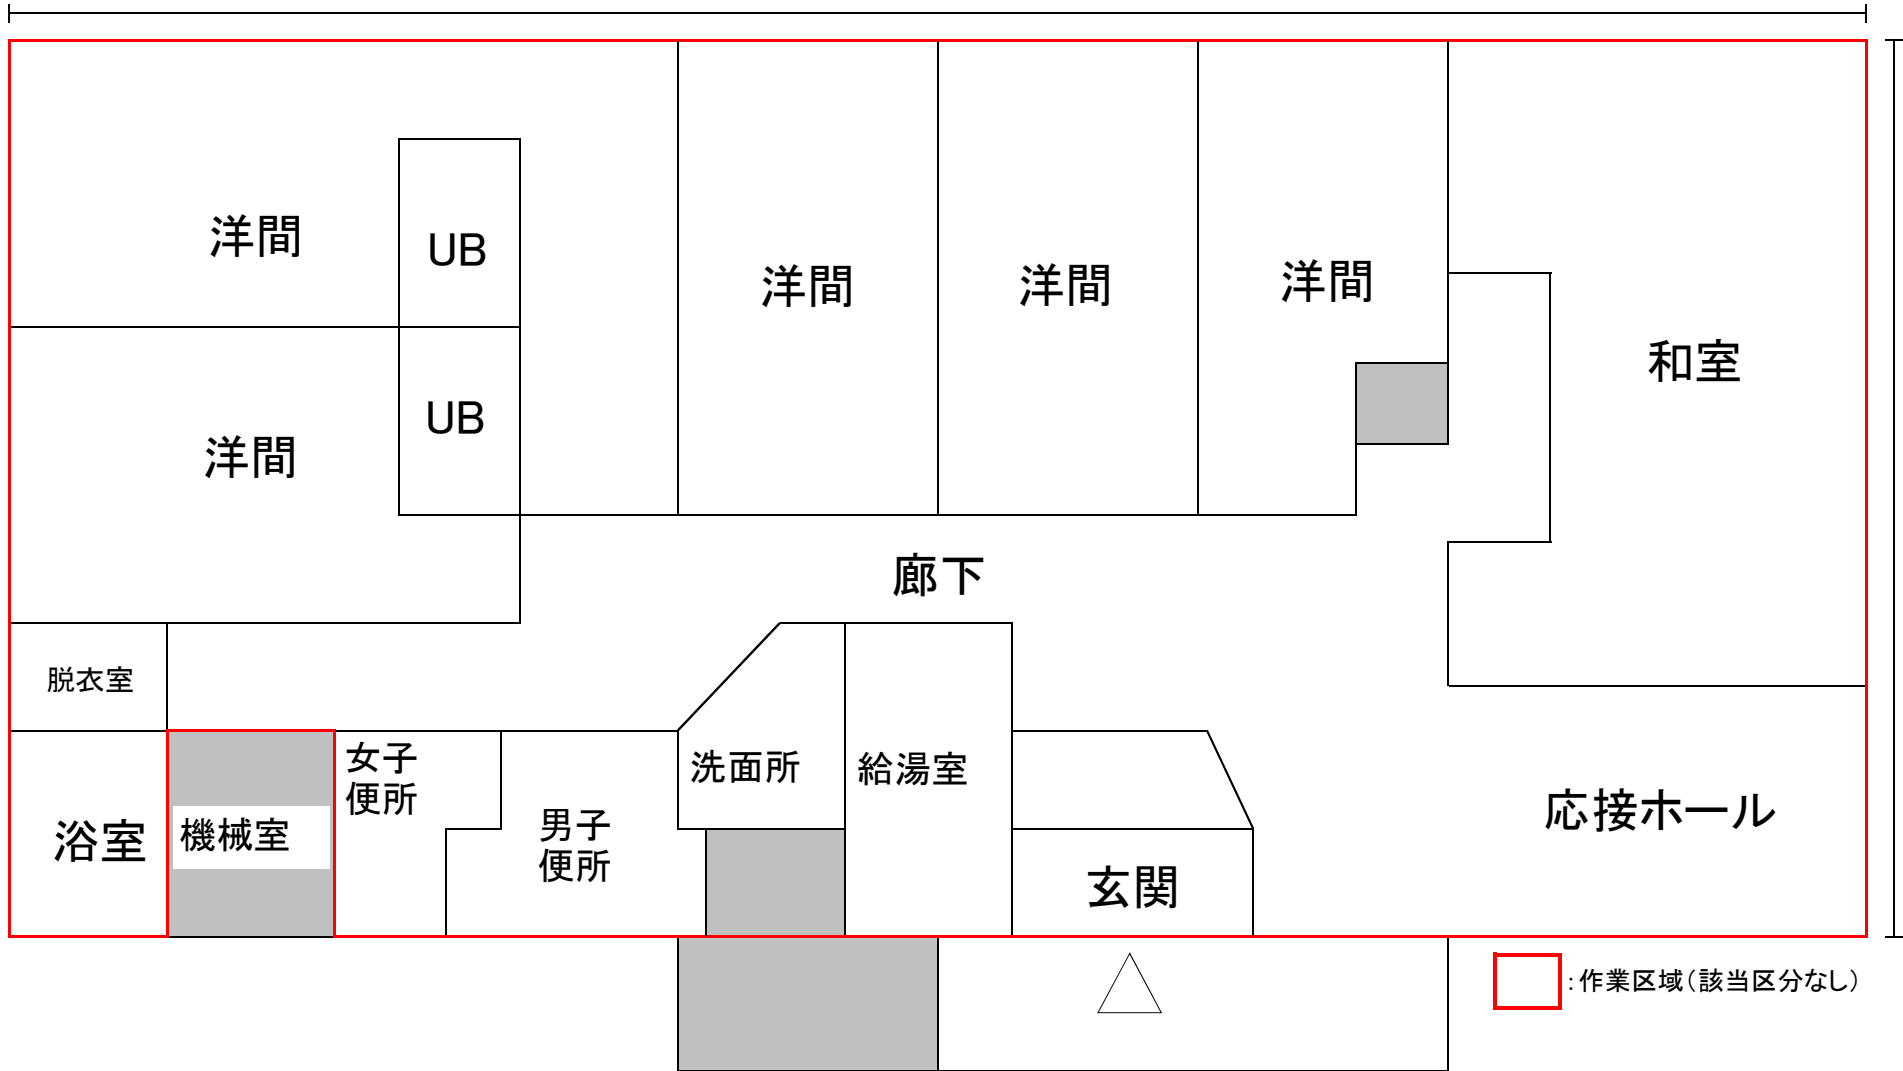 洋間
UB
洋間
洋間
洋間
和室
UB
洋間
廊下
脱衣室
女子
便所
洗面所
給湯室
浴室
機械室
男子
便所
玄関
応接ホール
：作業区域（該当区分なし）